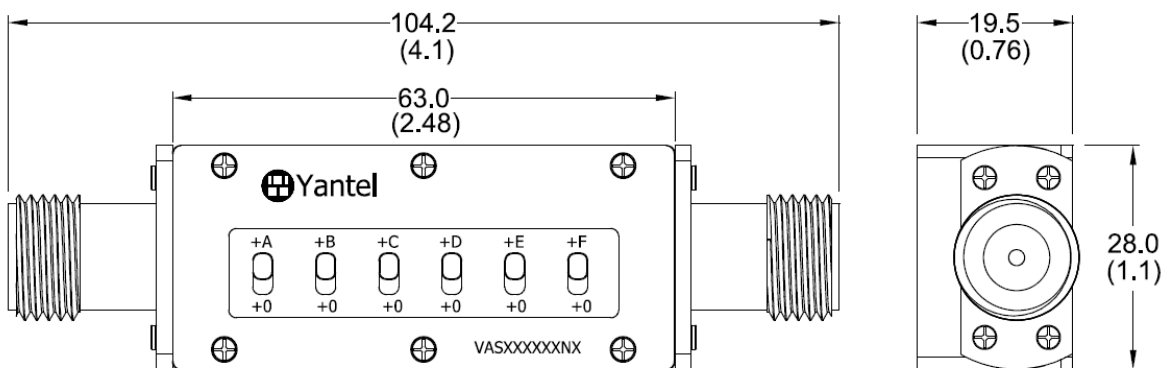 104.2
(4.1)
19.5
(0.76)
63.0
(2.48)
Yantel
+A +B +C +D +E +F
+0 +0 +0 +0 +0 +0
VASXXXXXXNX
28.0
(1.1)